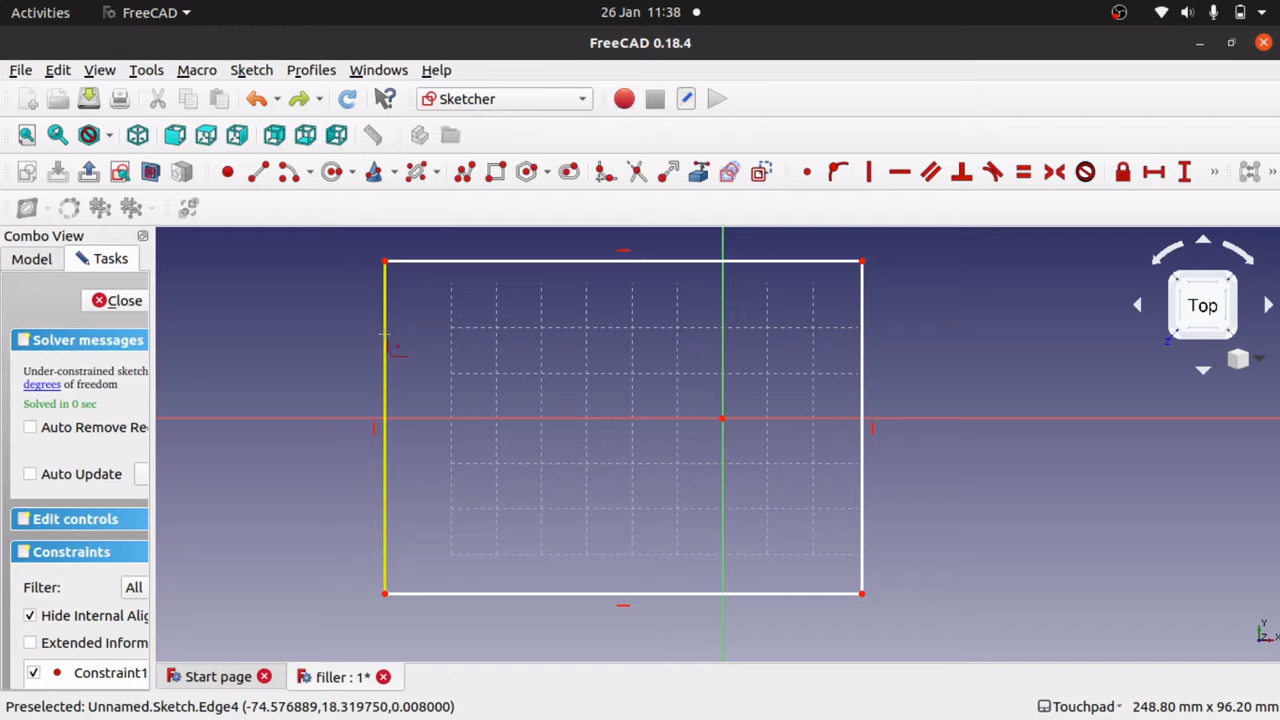 Activities FreeCAD 26 Jan 11:38
FreeCAD 0.18.4
File Edit View Tools Macro Sketch Profiles Windows Help
Sketcher
Combo View
Model Tasks
Close
Solver messages
Under-constrained sketch
degrees of freedom
Solved in 0 sec
Auto Remove Re
Auto Update
Edit controls
Constraints
Filter: All
Hide Internal Alig
Extended Inform
Constraint1
Top
Y
Z X
Start page filler : 1*
Preselected: Unnamed.Sketch.Edge4 (-74.576889,18.319750,0.008000) Touchpad 248.80 mm x 96.20 mm